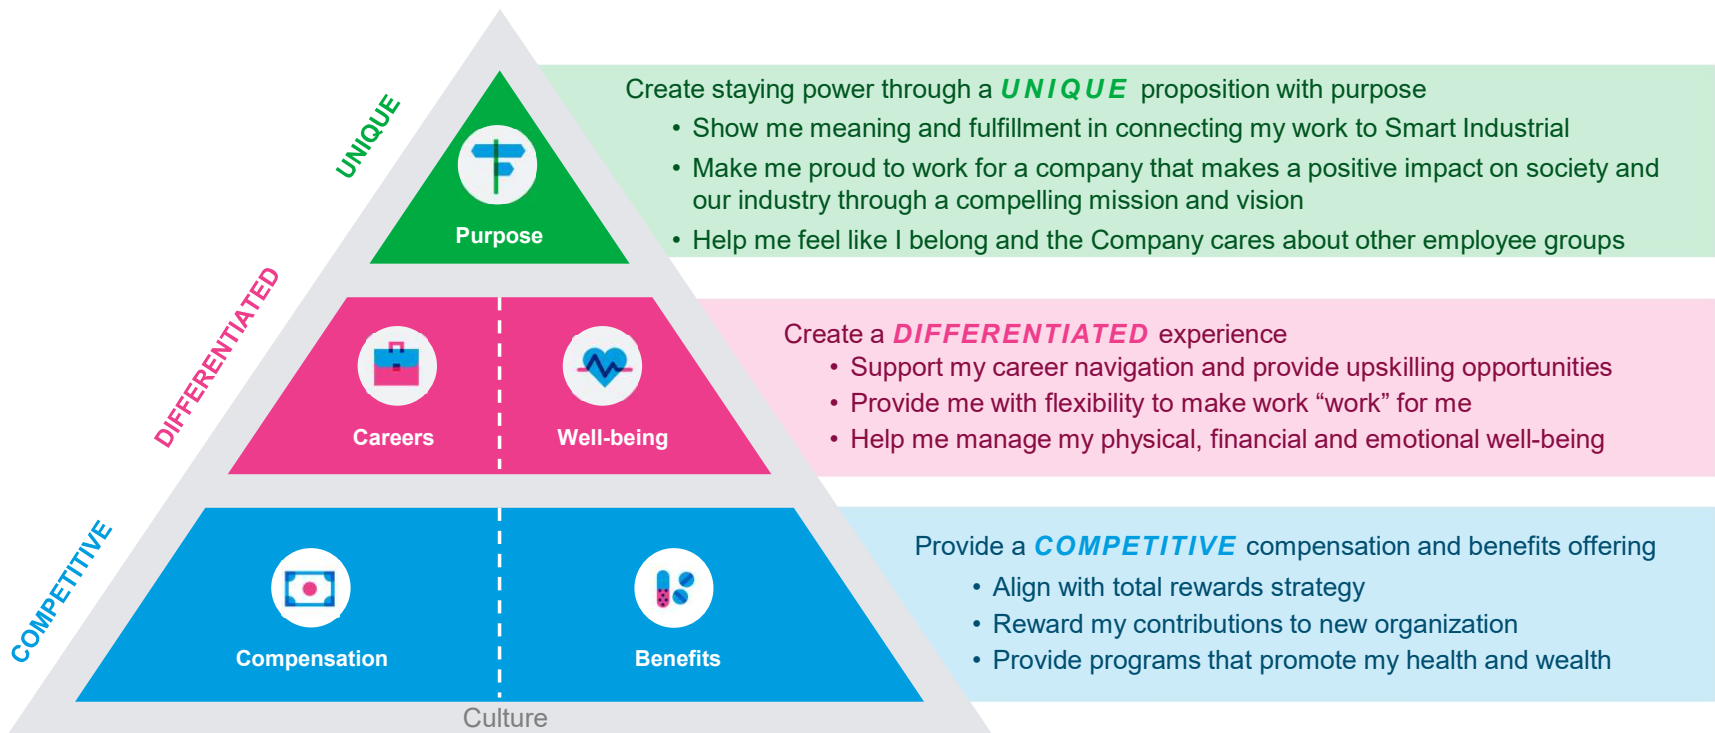 UNIQUE
Purpose
Create staying power through a UNIQUE proposition with purpose
• Show me meaning and fulfillment in connecting my work to Smart Industrial
• Make me proud to work for a company that makes a positive impact on society and
our industry through a compelling mission and vision
• Help me feel like I belong and the Company cares about other employee groups
DIFFERENTIATED
Careers
Well-being
Create a DIFFERENTIATED experience
• Support my career navigation and provide upskilling opportunities
• Provide me with flexibility to make work “work” for me
• Help me manage my physical, financial and emotional well-being
COMPETITIVE
Compensation
Benefits
Provide a COMPETITIVE compensation and benefits offering
• Align with total rewards strategy
• Reward my contributions to new organization
• Provide programs that promote my health and wealth
Culture